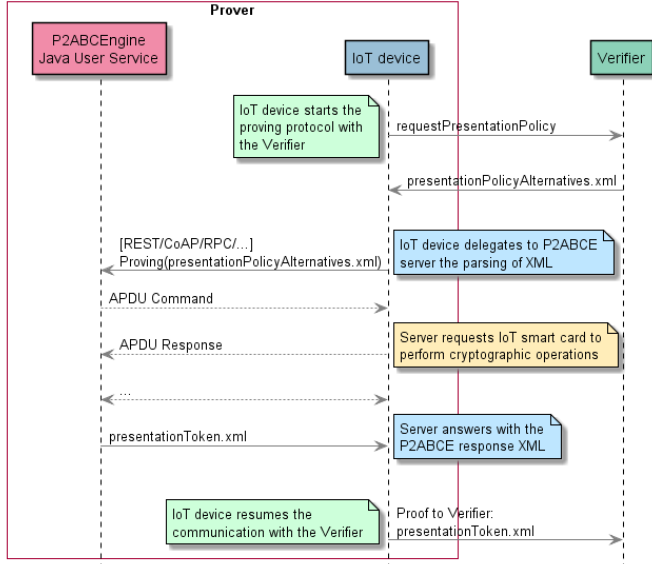 Prover
P2ABCEngine
Java User Service
IoT device
Verifier
IoT device starts the
proving protocol with
the Verifier
requestPresentationPolicy
presentationPolicyAlternatives.xml
[REST/CoAP/RPC/...]
Proving(presentationPolicyAlternatives.xml)
IoT device delegates to P2ABCE
server the parsing of XML
APDU Command
APDU Response
Server requests IoT smart card to
perform cryptographic operations
...
presentationToken.xml
Server answers with the
P2ABCE response XML
IoT device resumes the
communication with the Verifier
Proof to Verifier:
presentationToken.xml